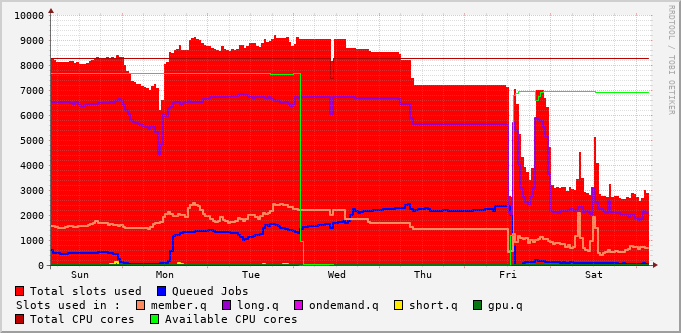 10000
9000
8000
7000
6000
5000
4000
3000
2000
1000
0
Sun Mon Tue Wed Thu Fri Sat
RRDTOOL / TOBI OETIKER
Total slots used Queued Jobs
Slots used in : member.q long.q ondemand.q short.q gpu.q
Total CPU cores Available CPU cores